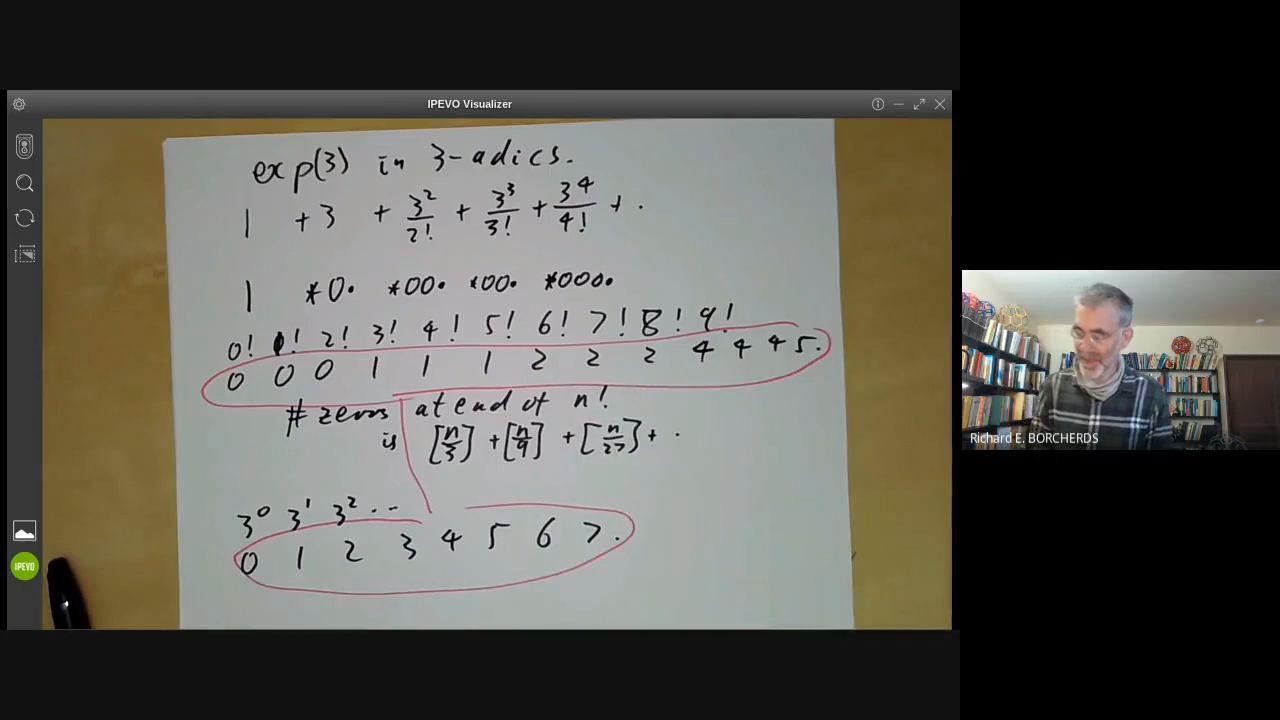 IPEVO Visualizer
exp(3) in 3-adics.
1 + 3 + 3²/2! + 3³/3! + 3⁴/4! + .
1 *0. *00. *00. *000.
0! 1! 2! 3! 4! 5! 6! 7! 8! 9!
0 0 0 1 1 1 2 2 2 4 4 4 5.
# zeros at end of n!
is [n/3] + [n/9] + [n/27] + .
3⁰ 3¹ 3² ..
0 1 2 3 4 5 6 7.
IPEVO
Richard E. BORCHERDS